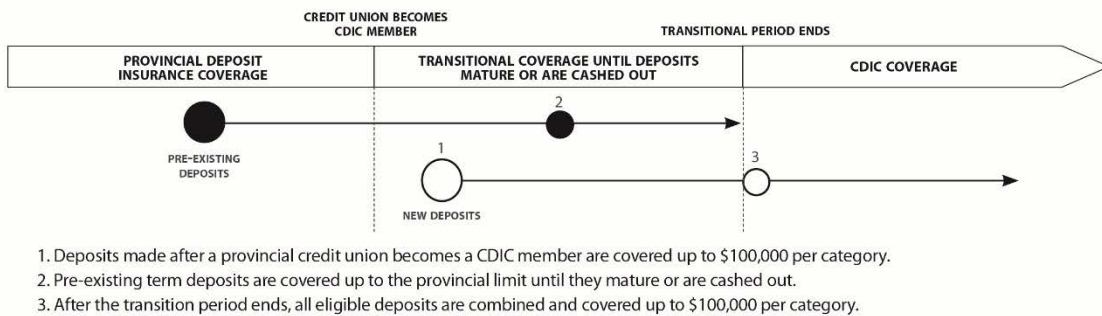 CREDIT UNION BECOMES
CDIC MEMBER
TRANSITIONAL PERIOD ENDS
PROVINCIAL DEPOSIT
INSURANCE COVERAGE
TRANSITIONAL COVERAGE UNTIL DEPOSITS
MATURE OR ARE CASHED OUT
CDIC COVERAGE
2
PRE-EXISTING
DEPOSITS
1
3
NEW DEPOSITS
1. Deposits made after a provincial credit union becomes a CDIC member are covered up to $100,000 per category.
2. Pre-existing term deposits are covered up to the provincial limit until they mature or are cashed out.
3. After the transition period ends, all eligible deposits are combined and covered up to $100,000 per category.